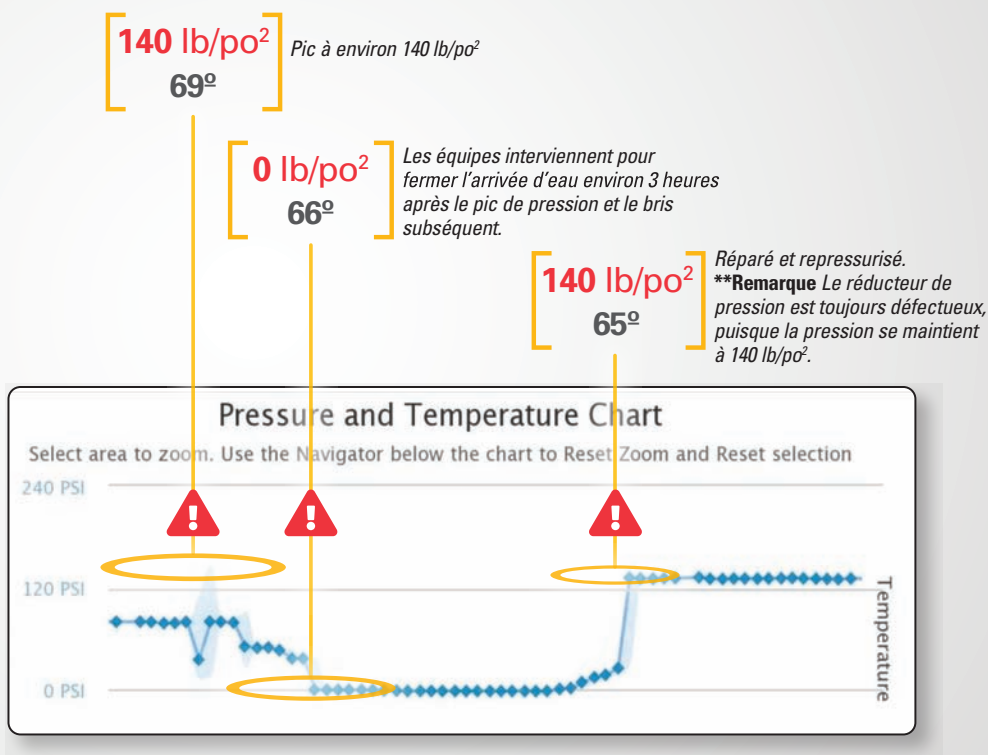 140 lb/po²
69º
Pic à environ 140 lb/po²
0 lb/po²
66º
Les équipes interviennent pour
fermer l'arrivée d'eau environ 3 heures
après le pic de pression et le bris
subséquent.
140 lb/po²
65º
Réparé et repressurisé.
**Remarque Le réducteur de
pression est toujours défectueux,
puisque la pression se maintient
à 140 lb/po².
Pressure and Temperature Chart
Select area to zoom. Use the Navigator below the chart to Reset Zoom and Reset selection
240 PSI
120 PSI
0 PSI
Temperature